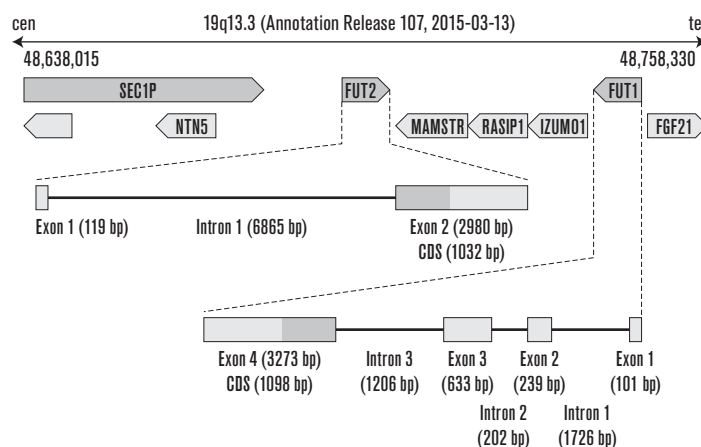 cen 19q13.3 (Annotation Release 107, 2015-03-13) te
48,638,015 48,758,330
SEC1P FUT2 FUT1
NTN5 MAMSTR RASIP1 IZUMO1 FGF21
Exon 1 (119 bp) Intron 1 (6865 bp) Exon 2 (2980 bp)
CDS (1032 bp)
Exon 4 (3273 bp) Intron 3 Exon 3 Exon 2 Exon 1
CDS (1098 bp) (1206 bp) (633 bp) (239 bp) (101 bp)
Intron 2 Intron 1
(202 bp) (1726 bp)